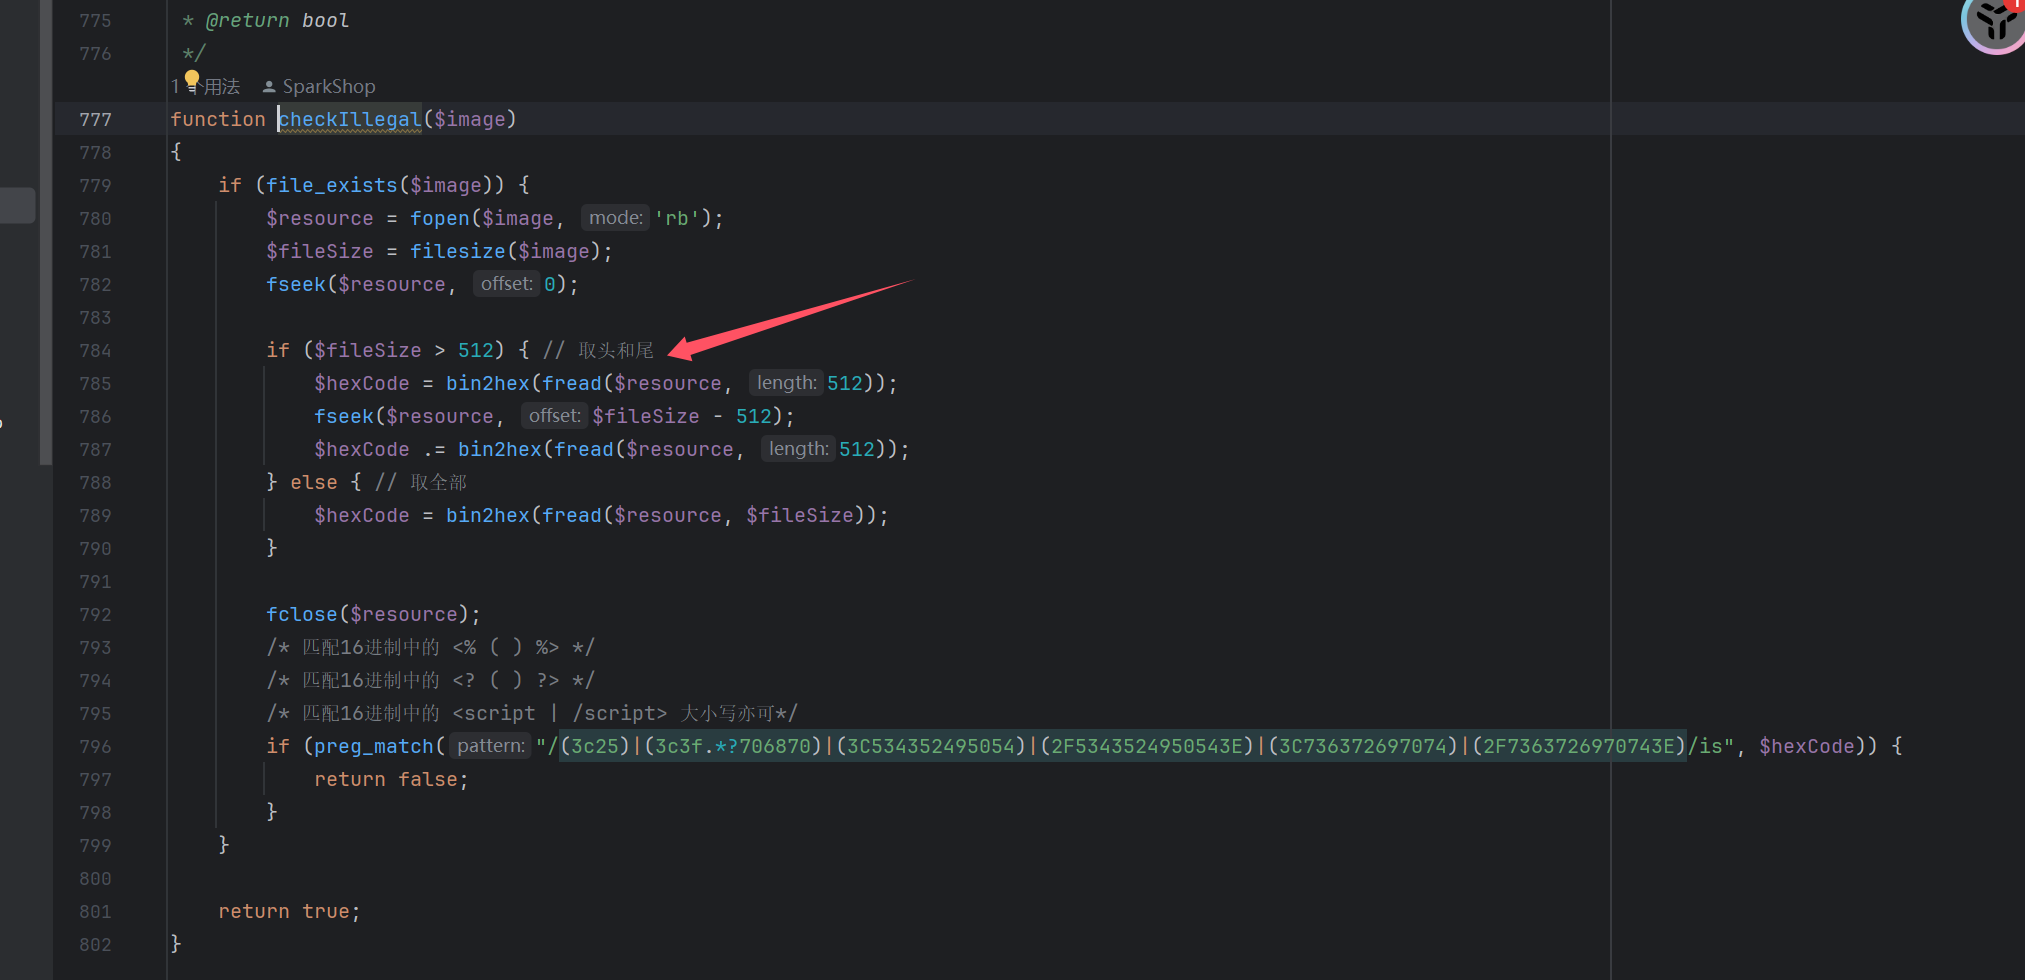 775 * @return bool
776 */
1个用法 SparkShop
777 function checkIllegal($image)
778 {
779 if (file_exists($image)) {
780 $resource = fopen($image, mode: 'rb');
781 $fileSize = filesize($image);
782 fseek($resource, offset: 0);
783
784 if ($fileSize > 512) { // 取头和尾
785 $hexCode = bin2hex(fread($resource, length: 512));
786 fseek($resource, offset: $fileSize - 512);
787 $hexCode .= bin2hex(fread($resource, length: 512));
788 } else { // 取全部
789 $hexCode = bin2hex(fread($resource, $fileSize));
790 }
791
792 fclose($resource);
793 /* 匹配16进制中的 <% ( ) %> */
794 /* 匹配16进制中的 <? ( ) ?> */
795 /* 匹配16进制中的 <script | /script> 大小写亦可*/
796 if (preg_match( pattern: "/(3c25)|(3c3f.*?706870)|(3C534352495054)|(2F5343524950543E)|(3C736372697074)|(2F7363726970743E)/is", $hexCode)) {
797 return false;
798 }
799 }
800
801 return true;
802 }